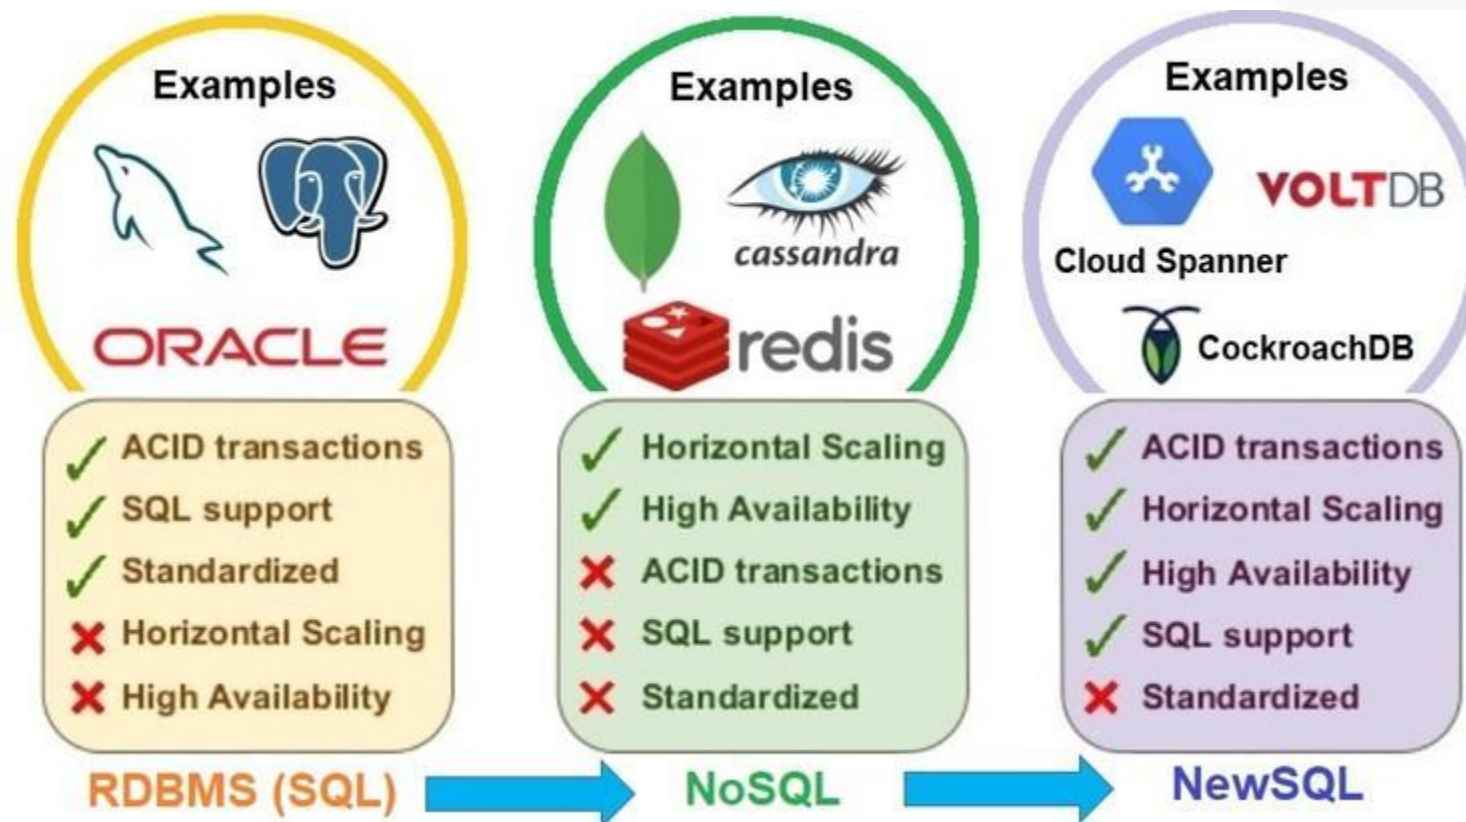 Examples
ORACLE
ACID transactions
SQL support
Standardized
Horizontal Scaling
High Availability
RDBMS (SQL)
Examples
cassandra
redis
Horizontal Scaling
High Availability
ACID transactions
SQL support
Standardized
NoSQL
Examples
VOLTDB
Cloud Spanner
CockroachDB
ACID transactions
Horizontal Scaling
High Availability
SQL support
Standardized
NewSQL